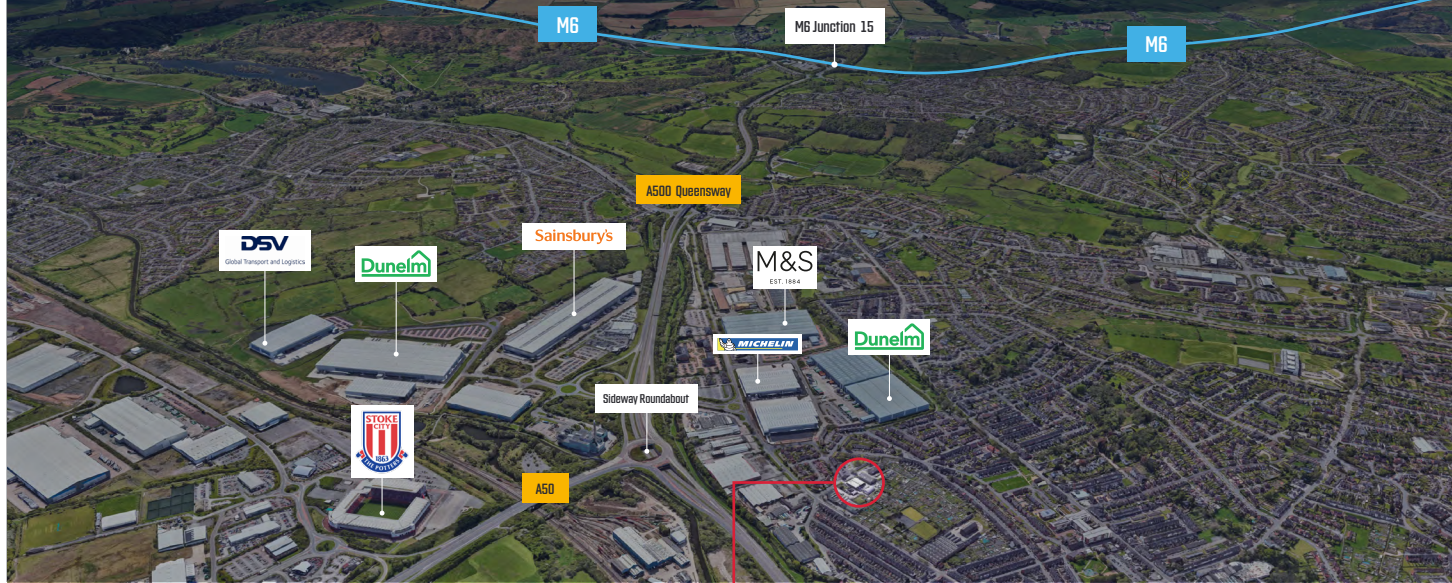 M6
M6 Junction 15
M6
A500 Queensway
DSV
Global Transport and Logistics
Dunelm
Sainsbury's
M&S
EST. 1884
MICHELIN
Dunelm
Sideway Roundabout
STOKE
CITY
1863
THE POTTERS
A50